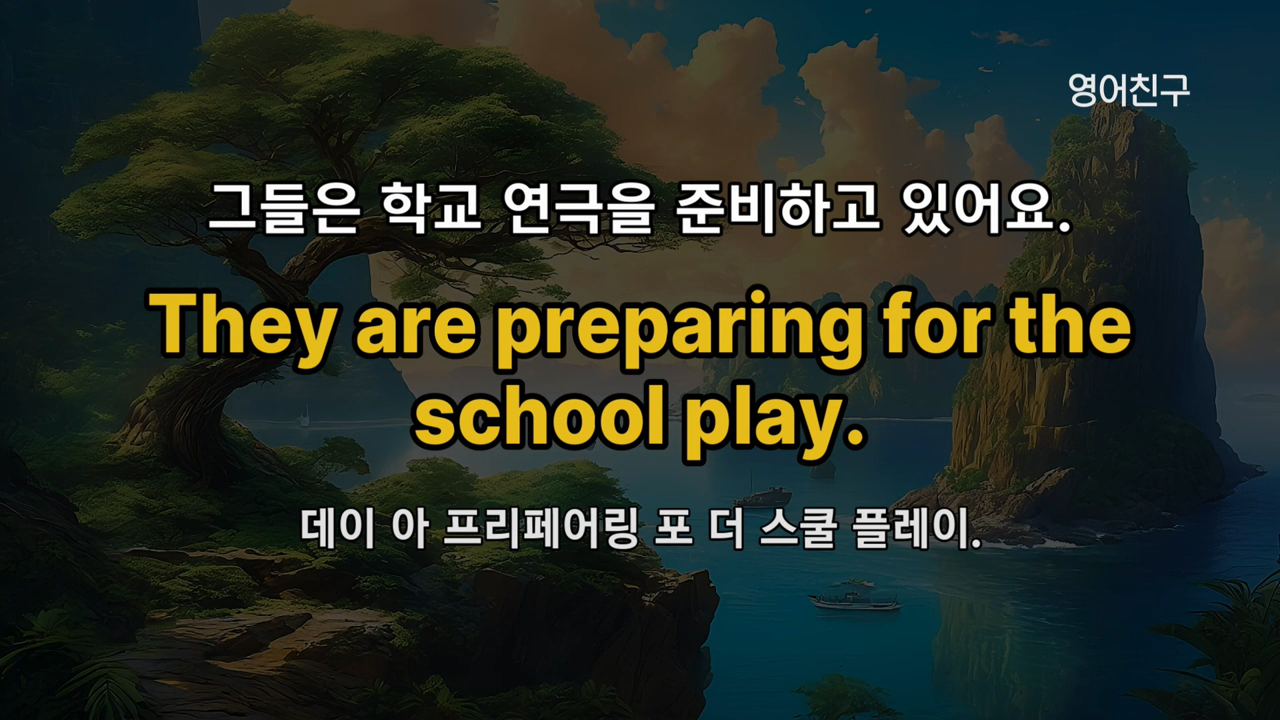 영어친구
그들은 학교 연극을 준비하고 있어요.
They are preparing for the
school play.
데이 아 프리페어링 포 더 스쿨 플레이.